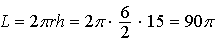 L = 2πrh = 2π · 6/2 · 15 = 90π